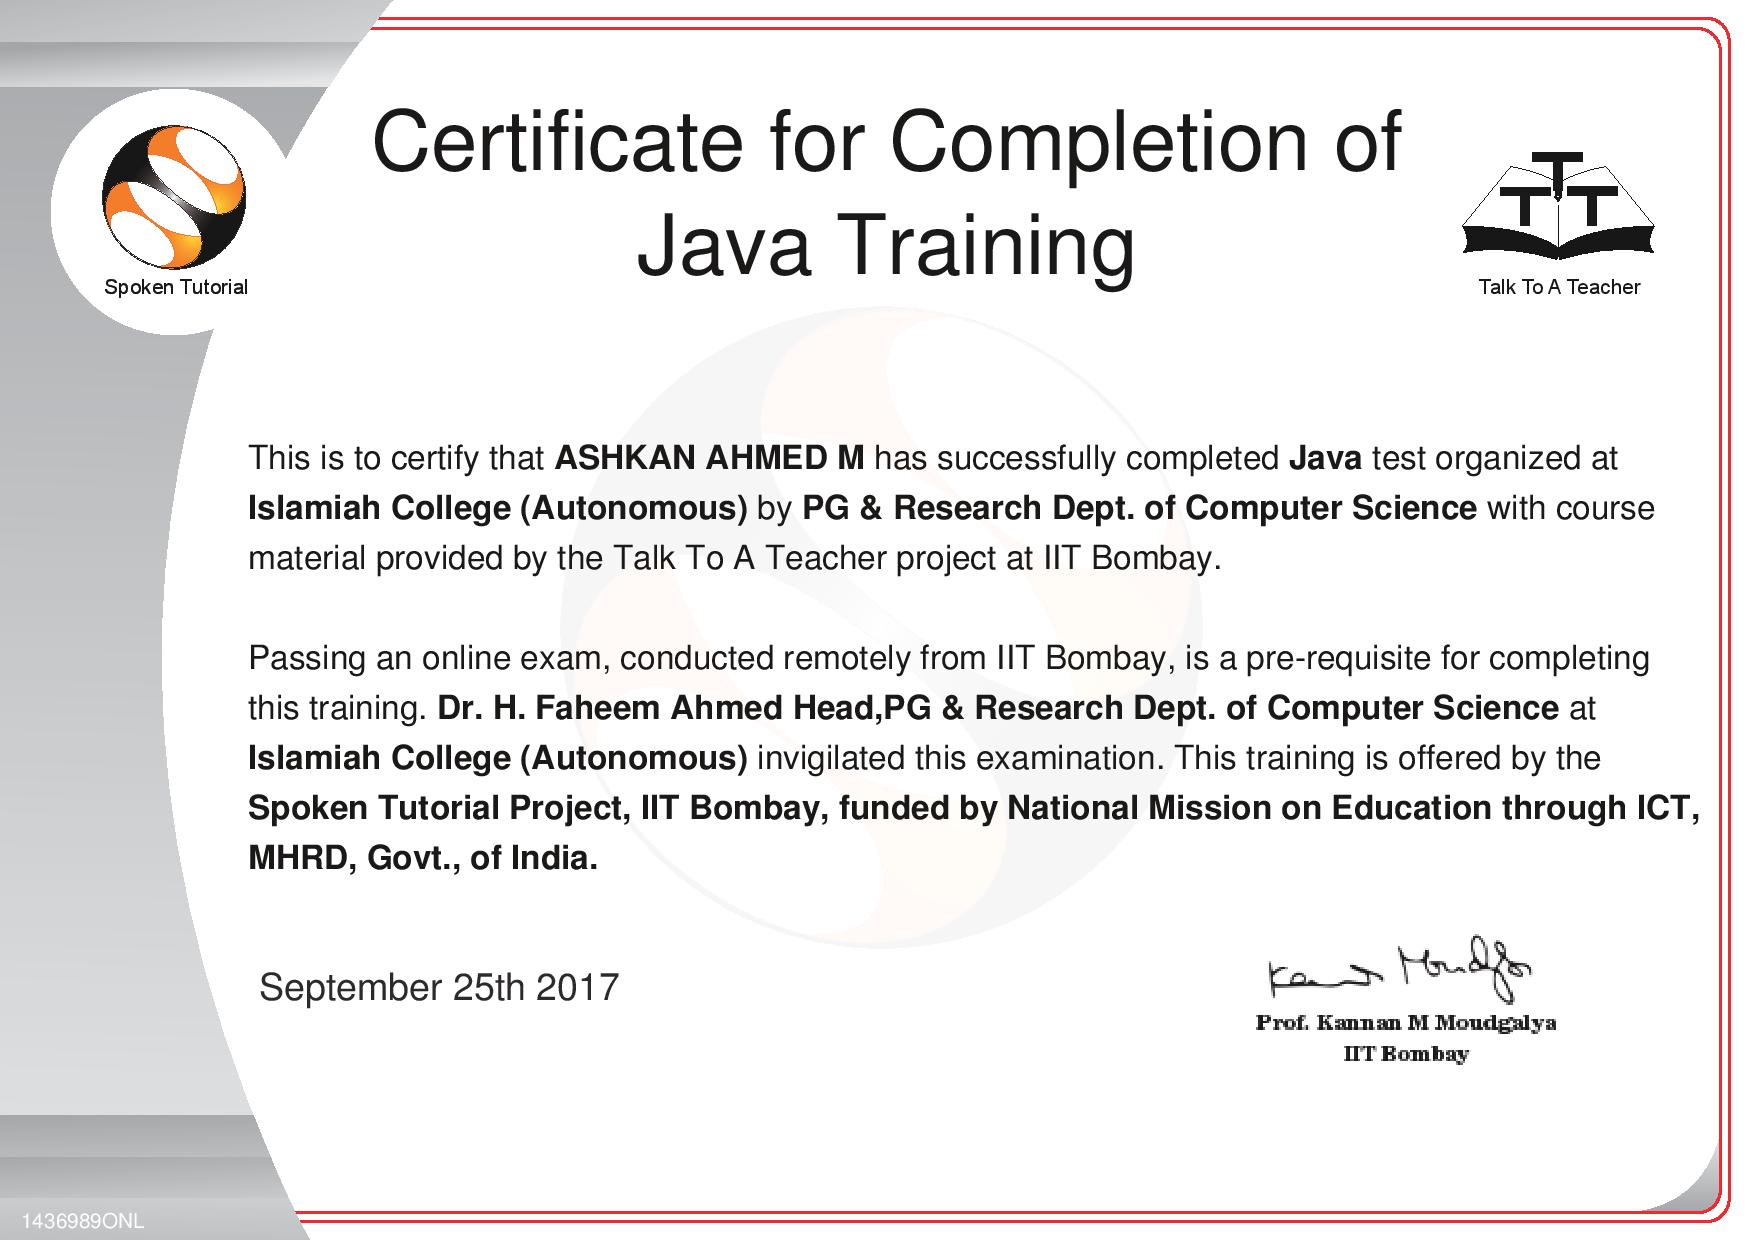 Certificate for Completion of
Java Training
Spoken Tutorial
T T T
Talk To A Teacher
This is to certify that ASHKAN AHMED M has successfully completed Java test organized at
Islamiah College (Autonomous) by PG & Research Dept. of Computer Science with course
material provided by the Talk To A Teacher project at IIT Bombay.
Passing an online exam, conducted remotely from IIT Bombay, is a pre-requisite for completing
this training. Dr. H. Faheem Ahmed Head,PG & Research Dept. of Computer Science at
Islamiah College (Autonomous) invigilated this examination. This training is offered by the
Spoken Tutorial Project, IIT Bombay, funded by National Mission on Education through ICT,
MHRD, Govt., of India.
September 25th 2017
Kannan Moudgalya
Prof. Kannan M Moudgalya
IIT Bombay
1436989ONL